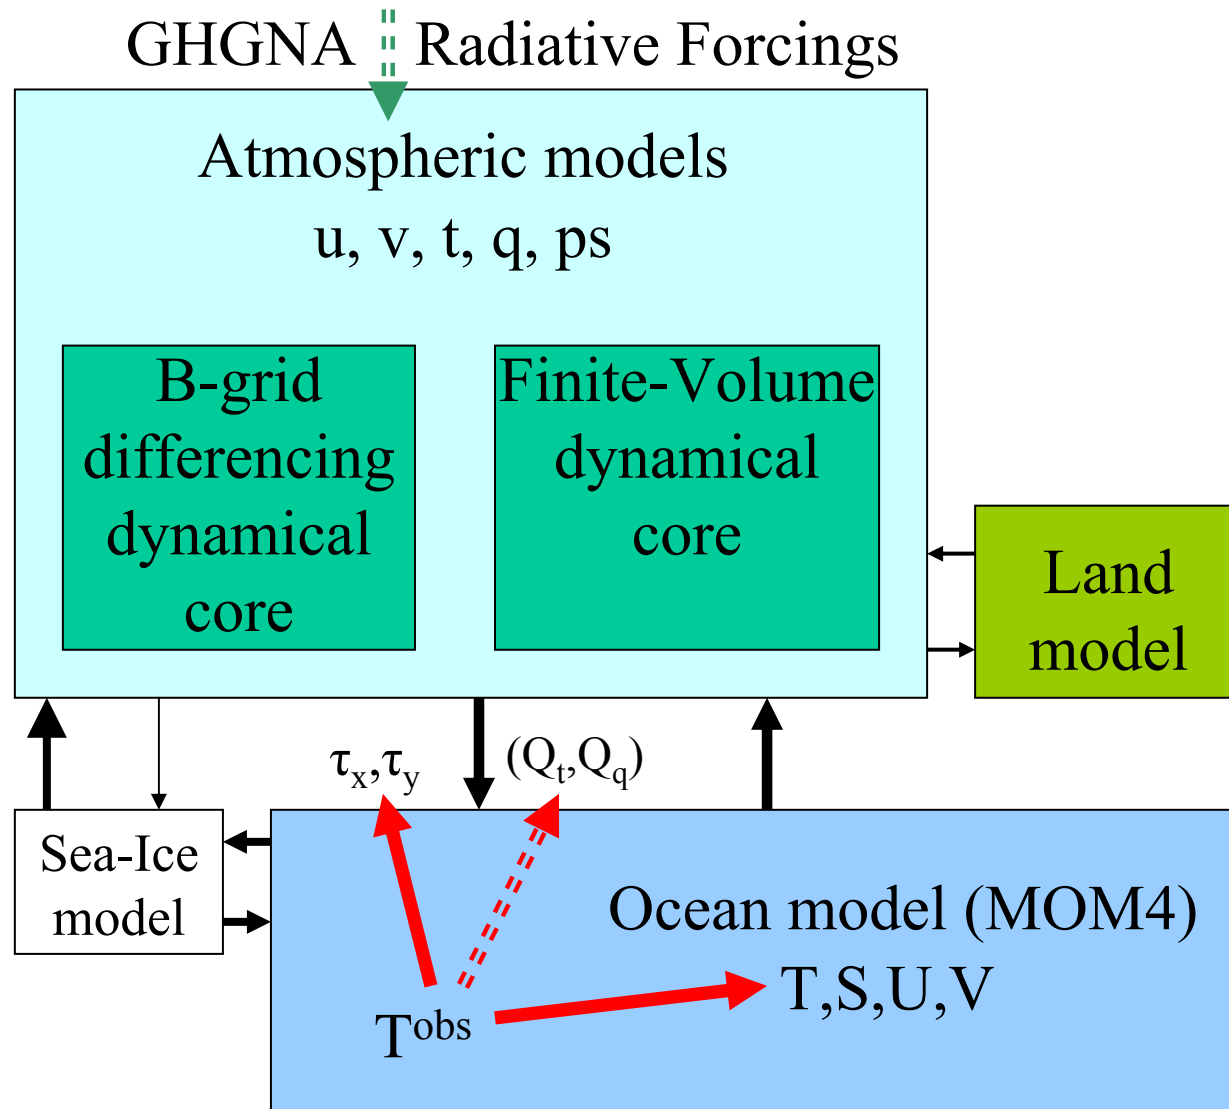 GHGNA Radiative Forcings
Atmospheric models
u, v, t, q, ps
B-grid
differencing
dynamical
core
Finite-Volume
dynamical
core
Land
model
τx,τy
(Qt,Qq)
Sea-Ice
model
Ocean model (MOM4)
T,S,U,V
Tobs